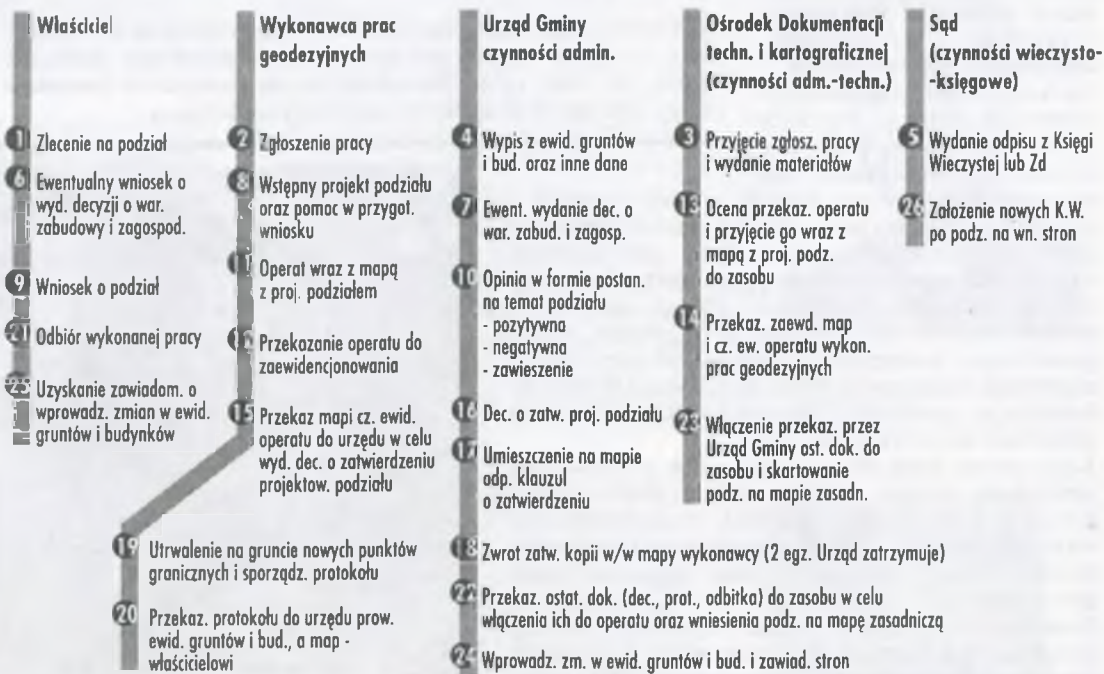 Właściciel
1 Zlecenie na podział
6 Ewentualny wniosek o
wyd. decyzji o war.
zabudowy i zagospod.
9 Wniosek o podział
21 Odbiór wykonanej pracy
25 Uzyskanie zawiadom. o
wprowadz. zmian w ewid.
gruntów i budynków
Wykonawca prac
geodezyjnych
2 Zgłoszenie pracy
8 Wstępny projekt podziału
oraz pomoc w przygot.
wniosku
11 Operat wraz z mapą
z proj. podziałem
12 Przekozanie operatu do
zaewidencjonowania
15 Przekaz mapi cz. ewid.
operatu do urzędu w celu
wyd. dec. o zatwierdzeniu
projektow. podziału
19 Utrwalenie na gruncie nowych punktów
granicznych i sporządz. protokołu
20 Przekaz. protokołu do urzędu prow.
ewid. gruntów i bud., a map -
właścicielowi
Urząd Gminy
czynności admin.
4 Wypis z ewid. gruntów
i bud. oraz inne dane
7 Ewent. wydanie dec. o
war. zabud. i zagosp.
10 Opinia w formie postan.
na temat podziału
- pozytywna
- negatywna
- zawieszenie
16 Dec. o zatw. proj. podziału
17 Umieszczenie na mapie
odp. klauzul
o zatwierdzeniu
18 Zwrot zatw. kopii w/w mapy wykonawcy (2 egz. Urząd zatrzymuje)
22 Przekaz. ostat. dok. (dec., prot., odbitka) do zasobu w celu
włączenia ich do operatu oraz wniesienia podz. na mapę zasadniczą
24 Wprowadz. zm. w ewid. gruntów i bud. i zawiad. stron
Ośrodek Dokumentacji
techn. i kartograficznej
(czynności adm.-techn.)
3 Przyjęcie zgłosz. pracy
i wydanie materiałów
13 Ocena przekaz. operatu
i przyjęcie go wraz z
mapą z proj. podz.
do zasobu
14 Przekaz. zaewd. map
i cz. ew. operatu wykon.
prac geodezyjnych
23 Włączenie przekaz. przez
Urząd Gminy ost. dok. do
zasobu i skartowanie
podz. na mapie zasadn.
Sąd
(czynności wieczysto-
-księgowe)
5 Wydanie odpisu z Księgi
Wieczystej lub Zd
26 Założenie nowych K.W.
po podz. na wn. stron